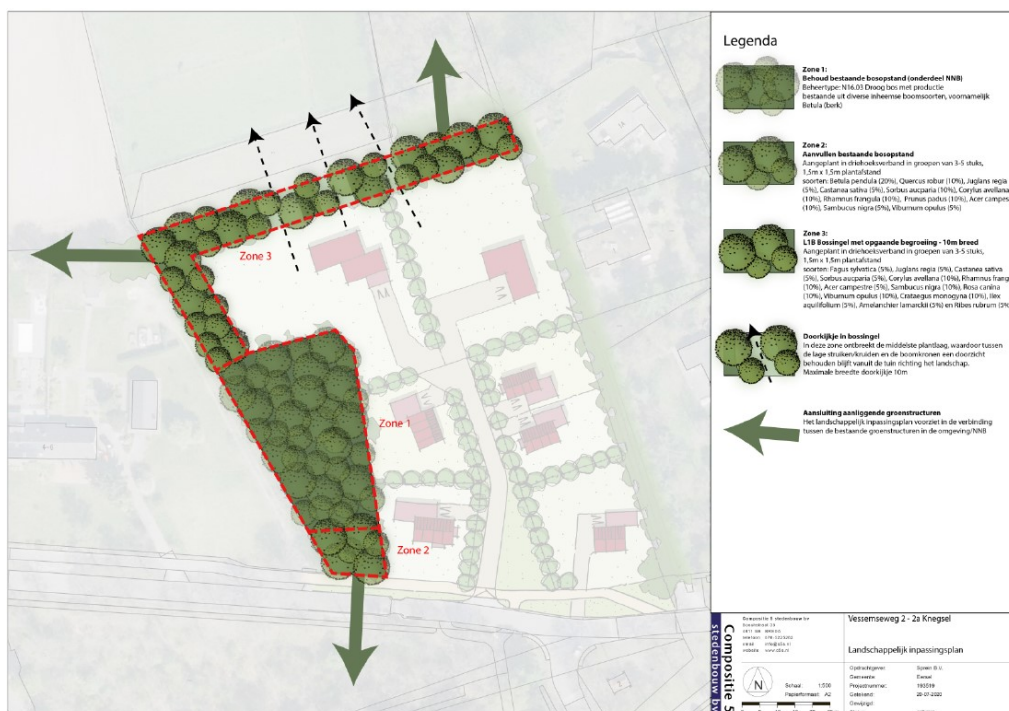 Zone 3
Zone 1
Zone 2
Legenda
Zone 1:
Behoud bestaande bosopstand (onderdeel NNB)
Beheertype: N16.03 Droog bos met productie
bestaande uit diverse inheemse boomsoorten, voornamelijk
Betula (berk)
Zone 2:
Aanvullen bestaande bosopstand
Aangeplant in driehoeksverband in groepen van 3-5 stuks,
1,5m x 1,5m plantafstand
soorten: Betula pendula (20%), Quercus robur (10%), Juglans regia
(5%), Castanea sativa (5%), Sorbus aucparia (10%), Corylus avellana
(10%), Rhamnus frangula (10%), Prunus padus (10%), Acer campes
(10%), Sambucus nigra (5%), Viburnum opulus (5%)
Zone 3:
L1B Bossingel met opgaande begroeiing - 10m breed
Aangeplant in driehoeksverband in groepen van 3-5 stuks,
1,5m x 1,5m plantafstand
soorten: Fagus sylvatica (5%), Juglans regia (5%), Castanea sativa
(5%), Sorbus aucparia (5%), Corylus avellana (10%), Rhamnus frang
(10%), Acer campestre (5%), Sambucus nigra (10%), Rosa canina
(10%), Viburnum opulus (10%), Crataegus monogyna (10%), Ilex
aquilifolium (5%), Amelanchier lamarckii (5%) en Ribes rubrum (5%
Doorkijkje in bossingel
In deze zone ontbreekt de middelste plantlaag, waardoor tussen
de lage struiken/kruiden en de boomkronen een doorzicht
behouden blijft vanuit de tuin richting het landschap.
Maximale breedte doorkijkje 10m
Aansluiting aanliggende groenstructuren
Het landschappelijk inpassingsplan voorziet in de verbinding
tussen de bestaande groenstructuren in de omgeving/NNB
Compositie 5
stedenbouw bv
Compositie 5 stedenbouw bv
N
Schaal 1:500
Papierformaat A2
Vessemseweg 2 - 2a Knegsel
Landschappelijk inpassingsplan
Opdrachtgever:
Gemeente: Eersel
Projectnummer:
Getekend 28-07-2020
Gewijzigd